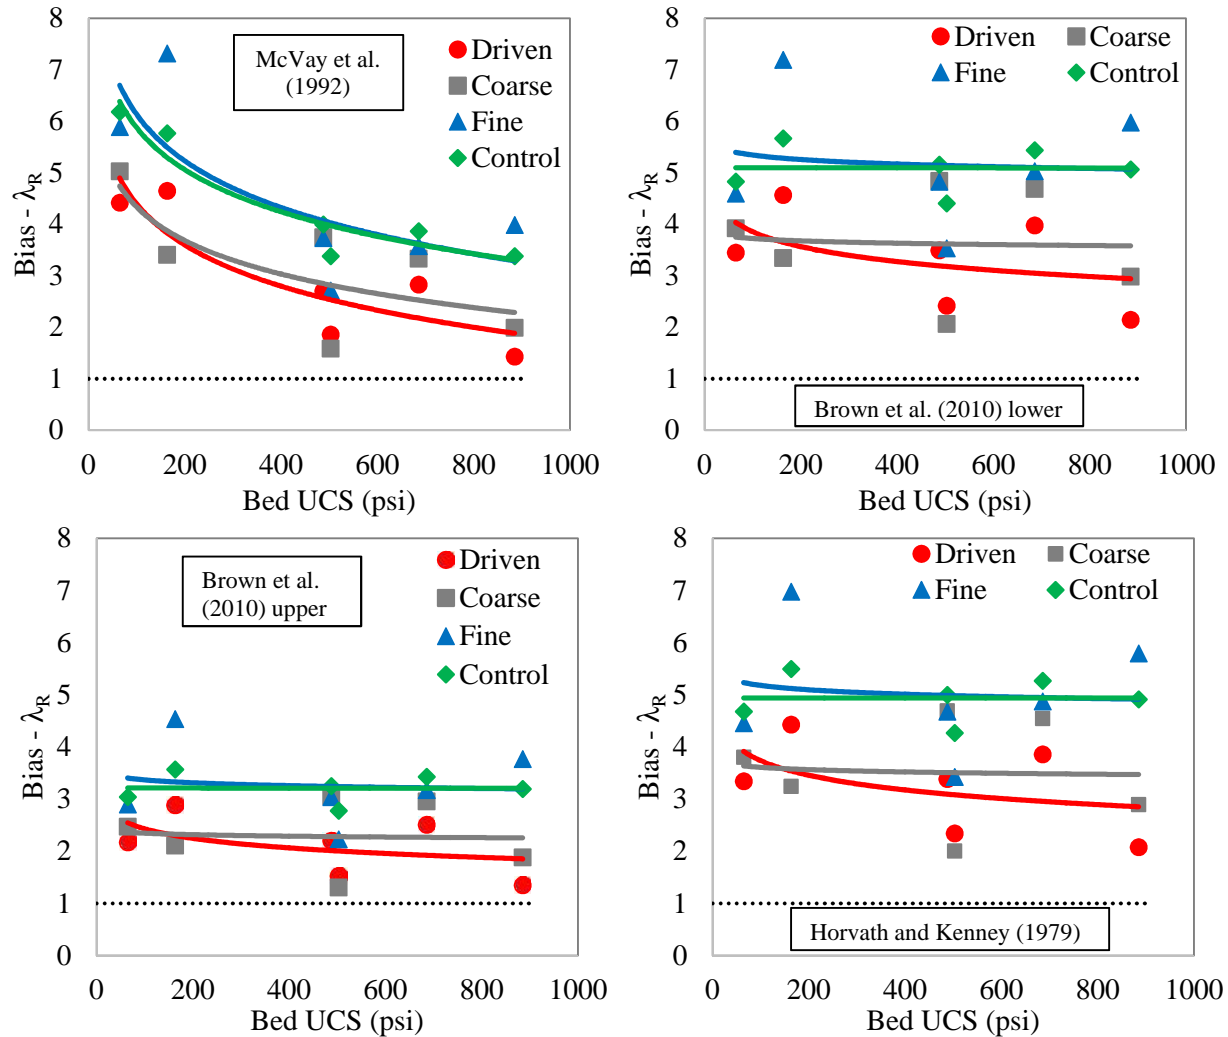 8
7
6
5
4
3
2
1
0
Bias - λR
McVay et al.
(1992)
Driven
Coarse
Fine
Control
0 200 400 600 800 1000
Bed UCS (psi)
8
7
6
5
4
3
2
1
0
Bias - λR
Driven Coarse
Fine Control
Brown et al. (2010) lower
0 200 400 600 800 1000
Bed UCS (psi)
8
7
6
5
4
3
2
1
0
Bias - λR
Brown et al.
(2010) upper
Driven
Coarse
Fine
Control
0 200 400 600 800 1000
Bed UCS (psi)
8
7
6
5
4
3
2
1
0
Bias - λR
Driven Coarse
Fine Control
Horvath and Kenney (1979)
0 200 400 600 800 1000
Bed UCS (psi)